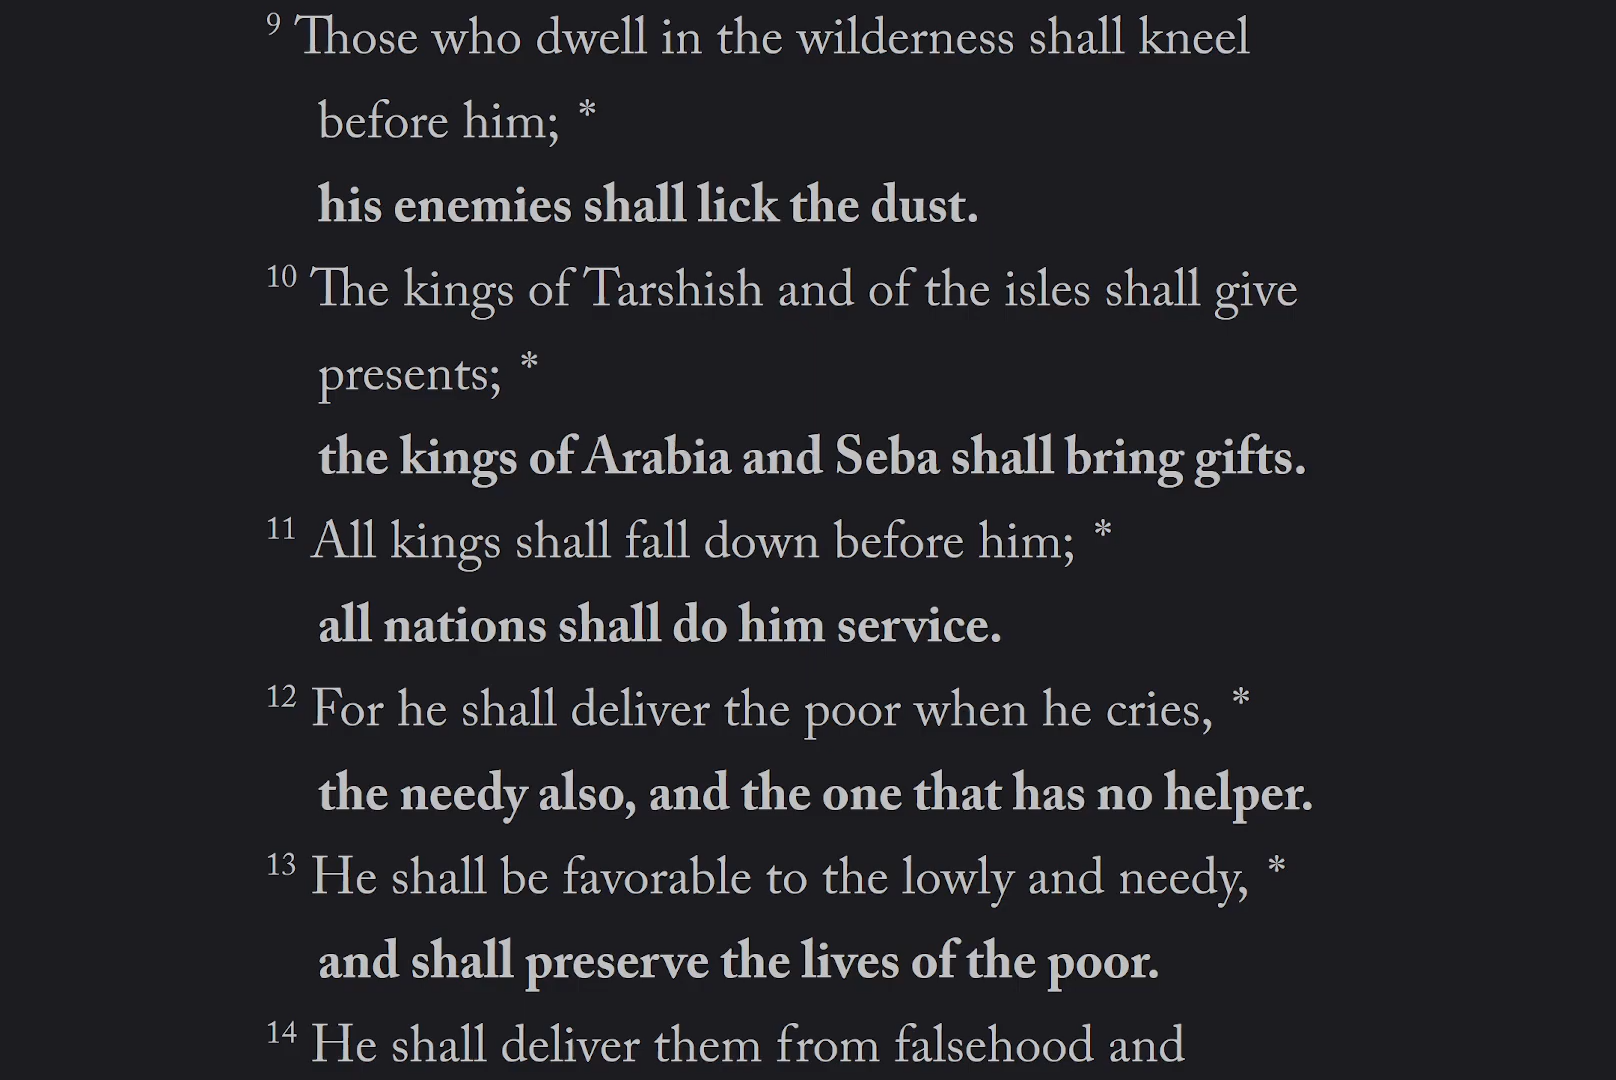 9 Those who dwell in the wilderness shall kneel
before him; *
his enemies shall lick the dust.
10 The kings of Tarshish and of the isles shall give
presents; *
the kings of Arabia and Seba shall bring gifts.
11 All kings shall fall down before him; *
all nations shall do him service.
12 For he shall deliver the poor when he cries, *
the needy also, and the one that has no helper.
13 He shall be favorable to the lowly and needy, *
and shall preserve the lives of the poor.
14 He shall deliver them from falsehood and